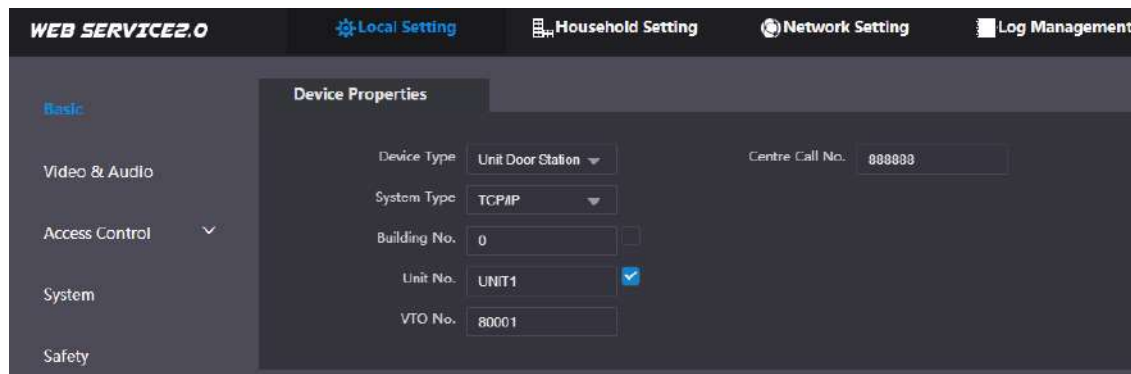 WEB SERVICE2.0
Local Setting
Household Setting
Network Setting
Log Management
Basic
Device Properties
Video & Audio
Device Type
Unit Door Station
Centre Call No.
888888
System Type
TCP/IP
Access Control
Building No.
0
Unit No.
UNIT1
System
VTO No.
80001
Safety